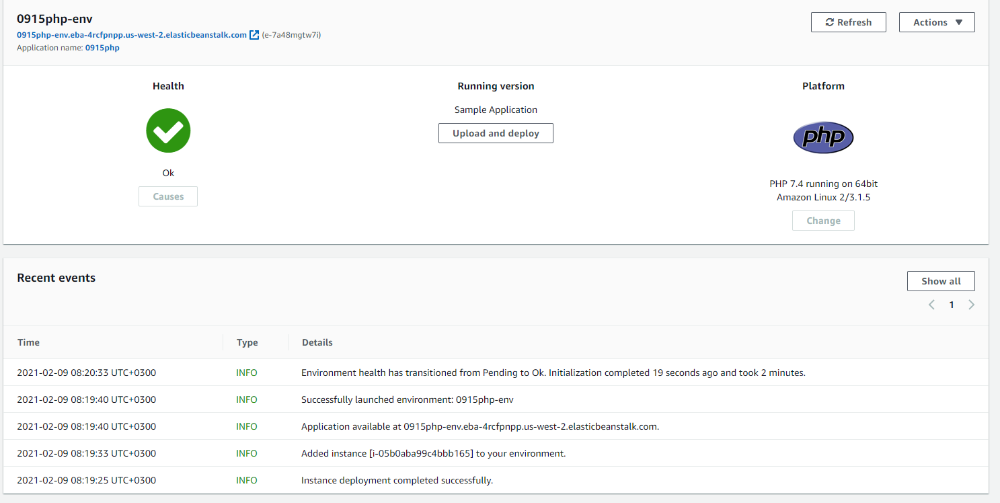 0915php-env
Refresh
Actions
0915php-env.eba-4rcfpnpp.us-west-2.elasticbeanstalk.com (e-7a48mgtw7i)
Application name: 0915php
Health
Running version
Platform
Sample Application
Upload and deploy
php
Ok
PHP 7.4 running on 64bit
Amazon Linux 2/3.1.5
Causes
Change
Recent events
Show all
1
Time Type Details
2021-02-09 08:20:33 UTC+0300 INFO Environment health has transitioned from Pending to Ok. Initialization completed 19 seconds ago and took 2 minutes.
2021-02-09 08:19:40 UTC+0300 INFO Successfully launched environment: 0915php-env
2021-02-09 08:19:40 UTC+0300 INFO Application available at 0915php-env.eba-4rcfpnpp.us-west-2.elasticbeanstalk.com.
2021-02-09 08:19:33 UTC+0300 INFO Added instance [i-05b0aba99c4bbb165] to your environment.
2021-02-09 08:19:25 UTC+0300 INFO Instance deployment completed successfully.